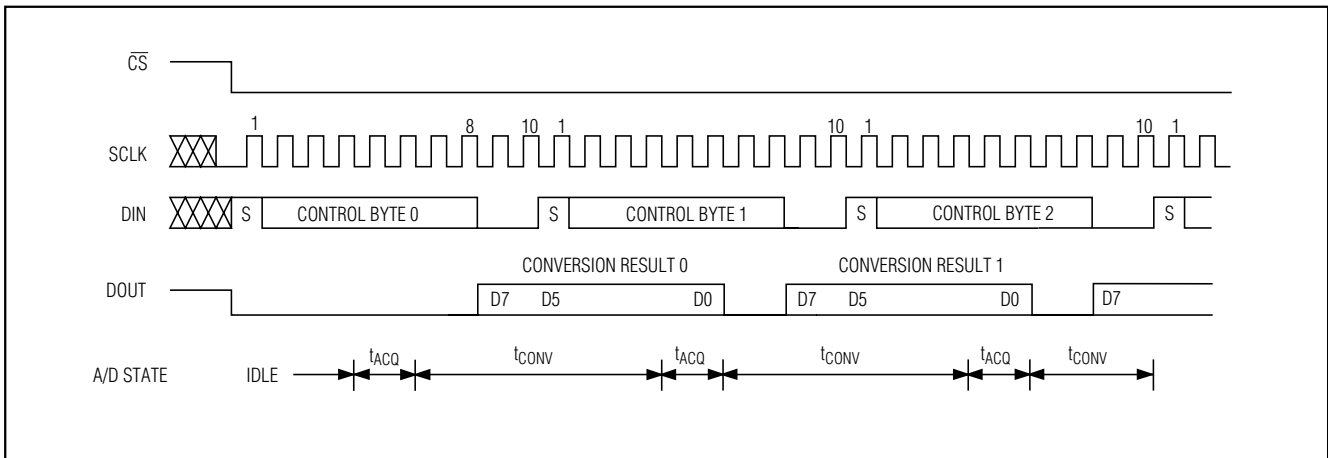 CS
1 8 10 1 10 1 10 1
SCLK
DIN S CONTROL BYTE 0 S CONTROL BYTE 1 S CONTROL BYTE 2 S
CONVERSION RESULT 0 CONVERSION RESULT 1
DOUT D7 D5 D0 D7 D5 D0 D7
tACQ tCONV tACQ tCONV tACQ tCONV
A/D STATE IDLE